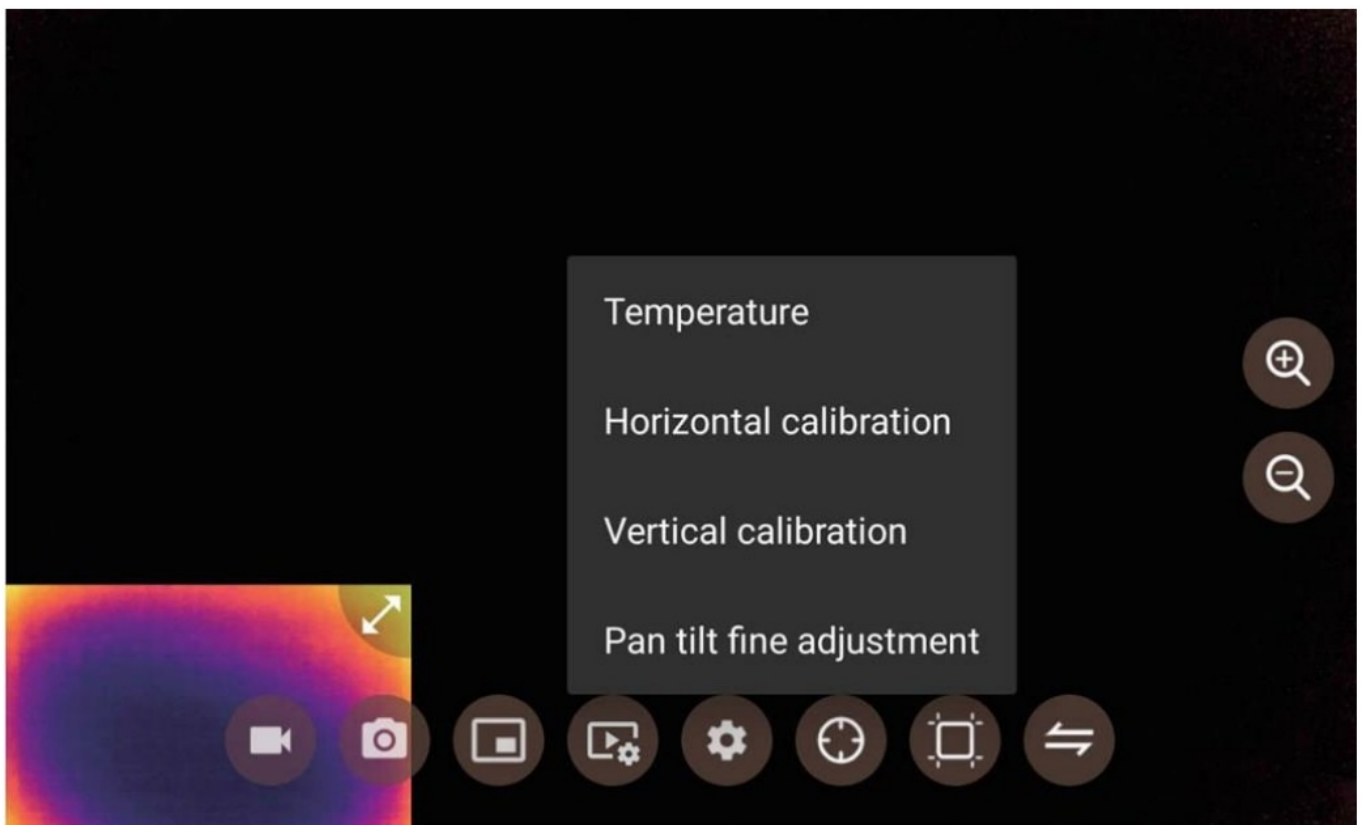 Temperature
Horizontal calibration
Vertical calibration
Pan tilt fine adjustment